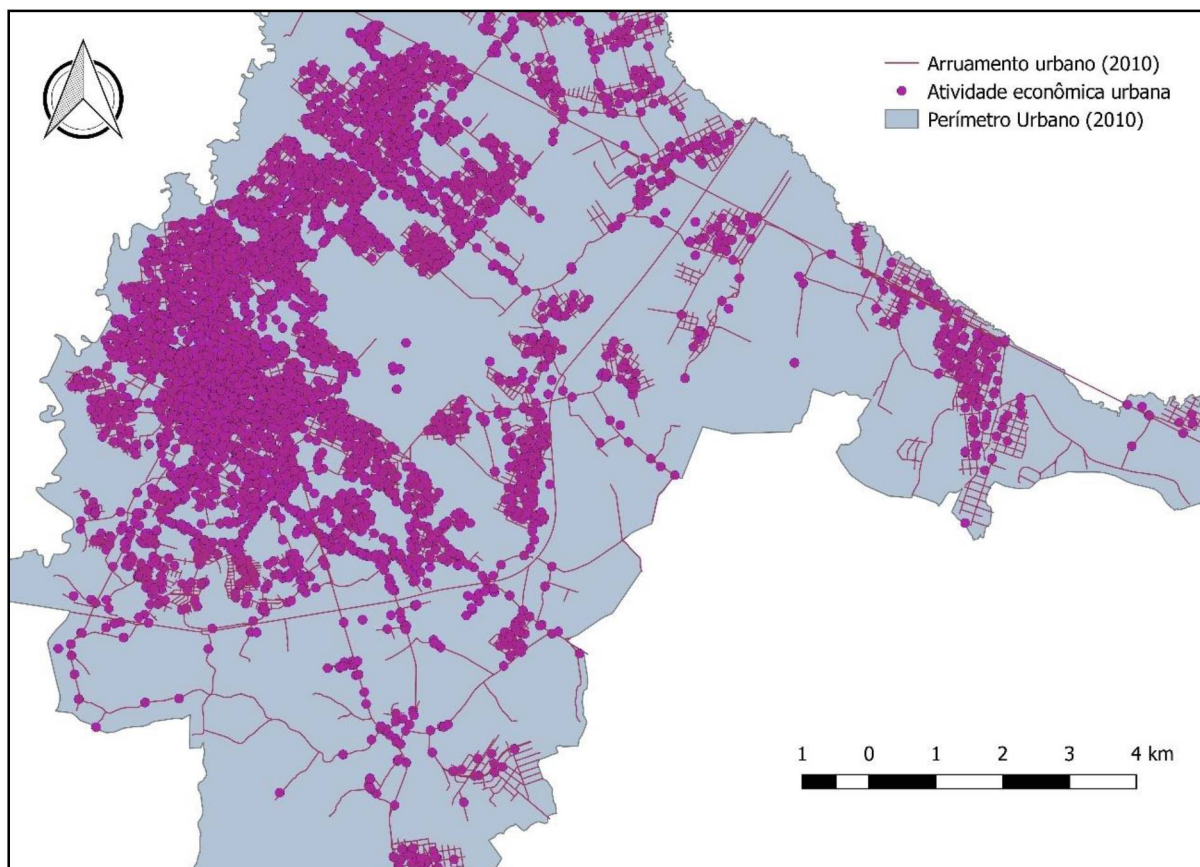 Arruamento urbano (2010)
Atividade econômica urbana
Perímetro Urbano (2010)
1 0 1 2 3 4 km